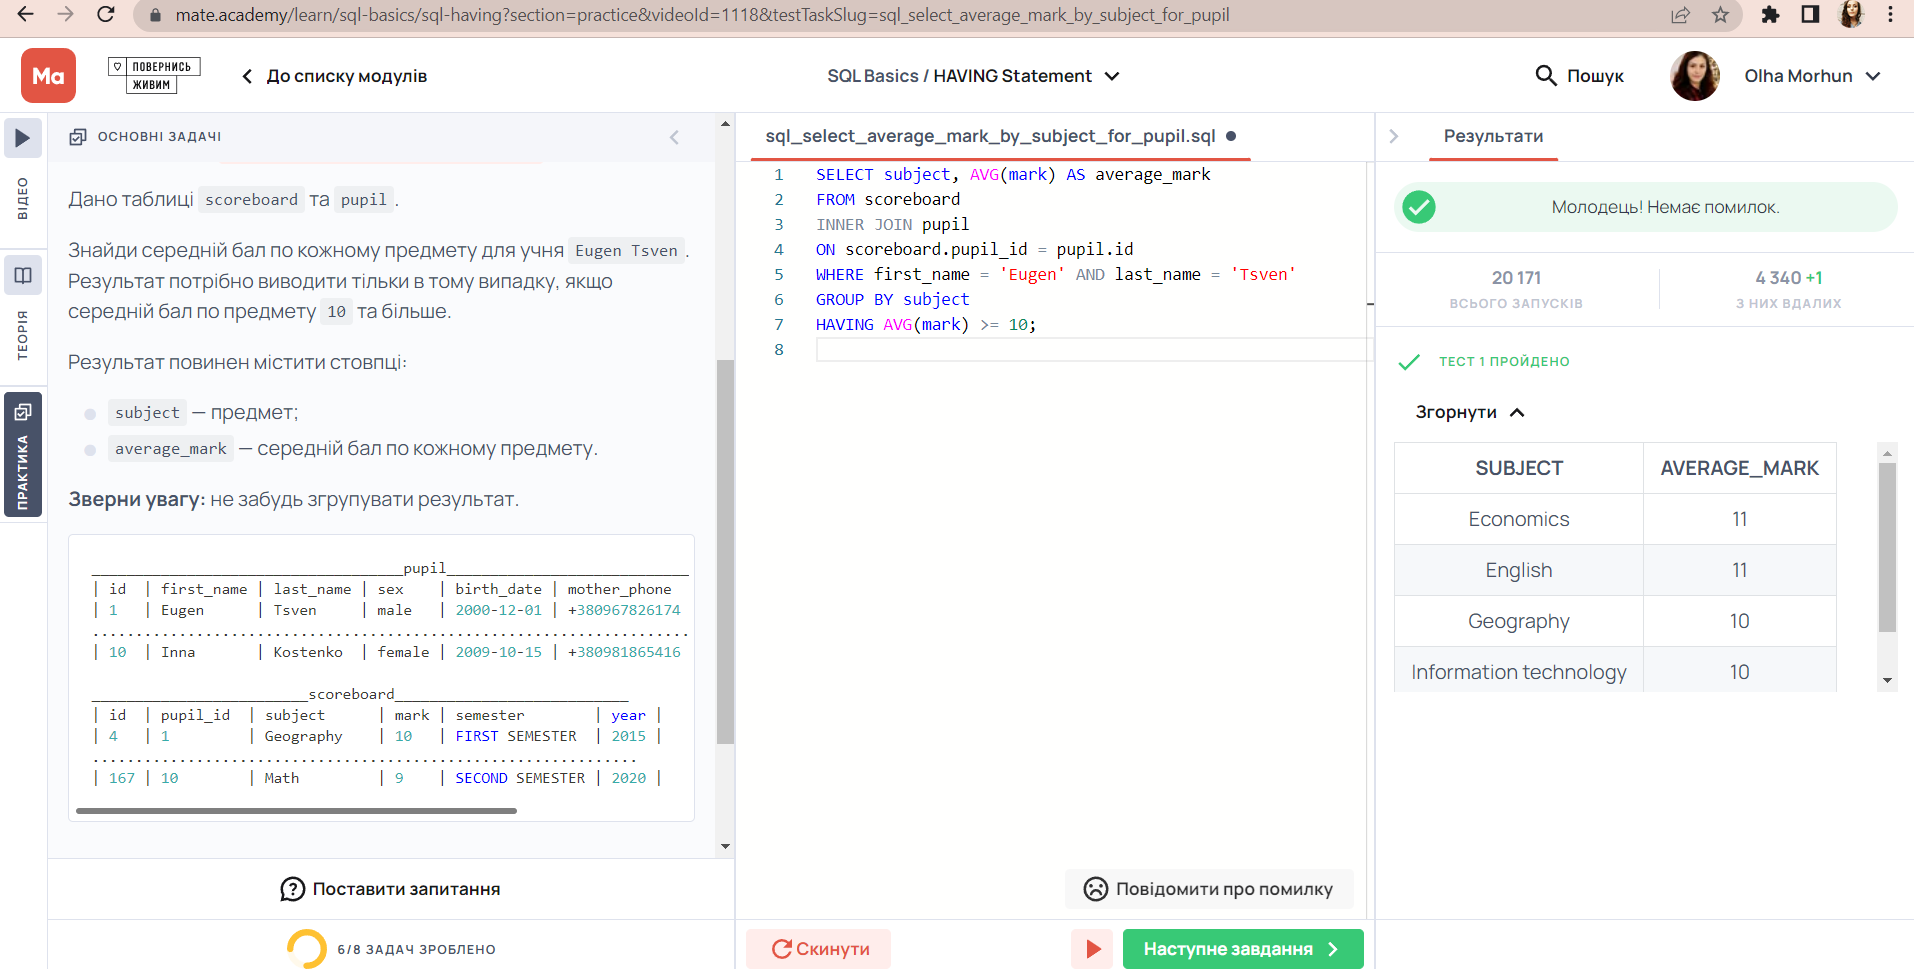 mate.academy/learn/sql-basics/sql-having?section=practice&videoId=1118&testTaskSlug=sql_select_average_mark_by_subject_for_pupil
Ma
ПОВЕРНИСЬ
ЖИВИМ
До списку модулів
SQL Basics / HAVING Statement
Пошук
Olha Morhun
ВІДЕО
ТЕОРІЯ
ПРАКТИКА
ОСНОВНІ ЗАДАЧІ
Дано таблиці scoreboard та pupil.
Знайди середній бал по кожному предмету для учня Eugen Tsven.
Результат потрібно виводити тільки в тому випадку, якщо
середній бал по предмету 10 та більше.
Результат повинен містити стовпці:
subject — предмет;
average_mark — середній бал по кожному предмету.
Зверни увагу: не забудь згрупувати результат.
____________________________________pupil____________________________
| id | first_name | last_name | sex | birth_date | mother_phone
| 1 | Eugen | Tsven | male | 2000-12-01 | +380967826174
.....................................................................
| 10 | Inna | Kostenko | female | 2009-10-15 | +380981865416
_________________________scoreboard___________________________
| id | pupil_id | subject | mark | semester | year |
| 4 | 1 | Geography | 10 | FIRST SEMESTER | 2015 |
...............................................................
| 167 | 10 | Math | 9 | SECOND SEMESTER | 2020 |
Поставити запитання
6/8 ЗАДАЧ ЗРОБЛЕНО
sql_select_average_mark_by_subject_for_pupil.sql
1 SELECT subject, AVG(mark) AS average_mark
2 FROM scoreboard
3 INNER JOIN pupil
4 ON scoreboard.pupil_id = pupil.id
5 WHERE first_name = 'Eugen' AND last_name = 'Tsven'
6 GROUP BY subject
7 HAVING AVG(mark) >= 10;
8
Повідомити про помилку
Скинути
Наступне завдання
Результати
Молодець! Немає помилок.
20 171 4 340 +1
ВСЬОГО ЗАПУСКІВ З НИХ ВДАЛИХ
ТЕСТ 1 ПРОЙДЕНО
Згорнути
SUBJECT AVERAGE_MARK
Economics 11
English 11
Geography 10
Information technology 10